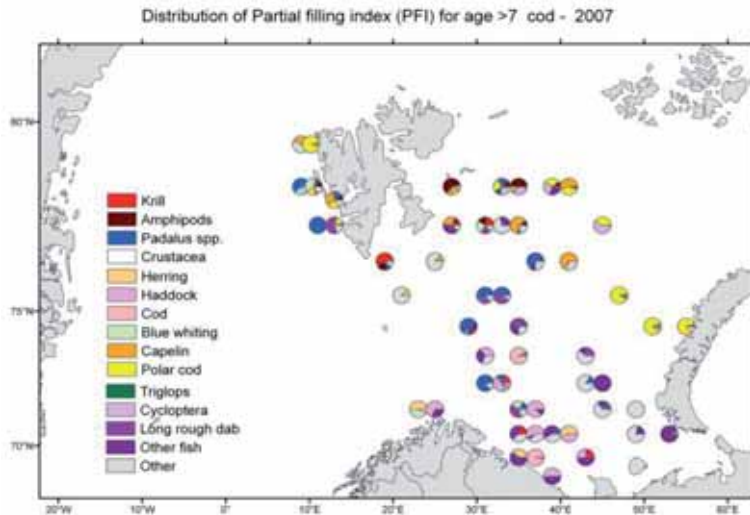 Distribution of Partial filling index (PFI) for age >7 cod - 2007
80°N
75°N
70°N
Krill
Amphipods
Padalus spp.
Crustacea
Herring
Haddock
Cod
Blue whiting
Capelin
Polar cod
Triglops
Cycloptera
Long rough dab
Other fish
Other
20°W
10°W
0°
10°E
20°E
30°E
40°E
50°E
60°E